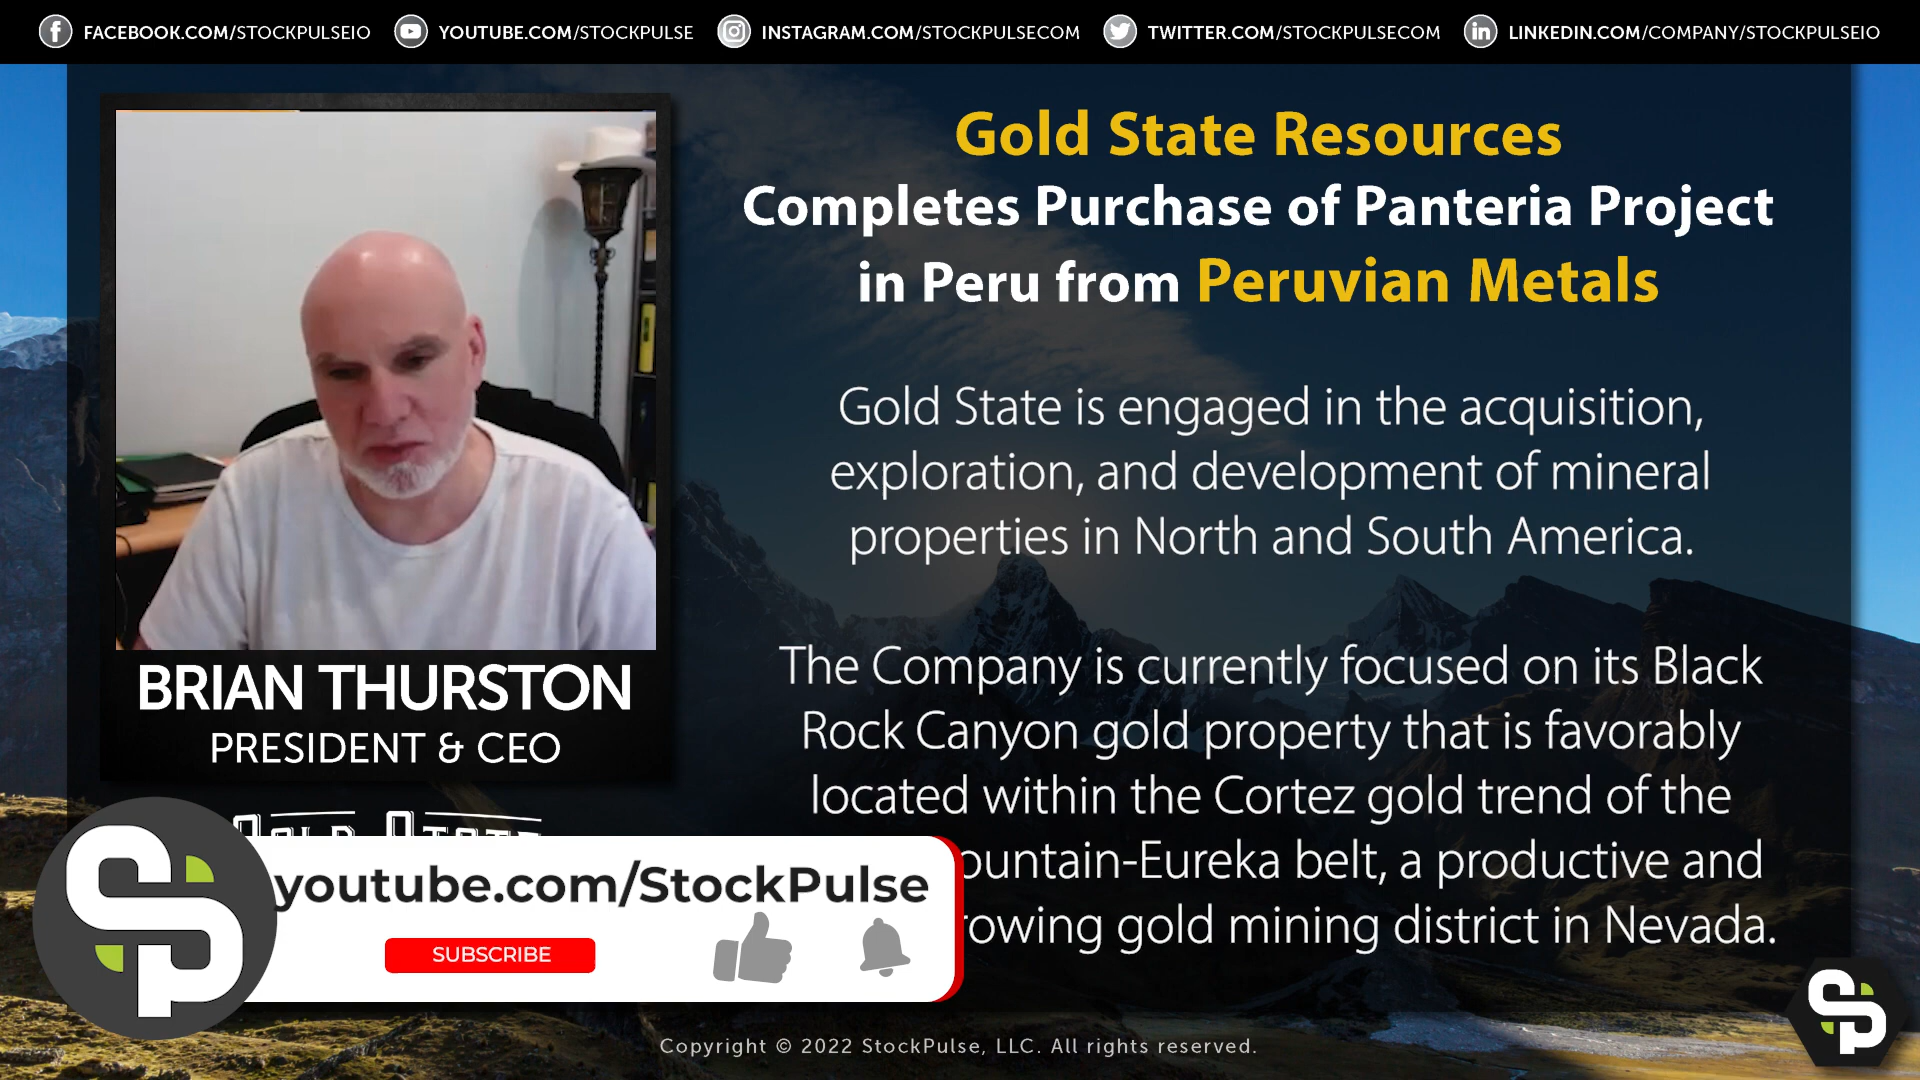 FACEBOOK.COM/STOCKPULSEIO
YOUTUBE.COM/STOCKPULSE
INSTAGRAM.COM/STOCKPULSECOM
TWITTER.COM/STOCKPULSECOM
LINKEDIN.COM/COMPANY/STOCKPULSEIO
BRIAN THURSTON
PRESIDENT & CEO
Gold State Resources
Completes Purchase of Panteria Project
in Peru from Peruvian Metals
Gold State is engaged in the acquisition,
exploration, and development of mineral
properties in North and South America.
The Company is currently focused on its Black
Rock Canyon gold property that is favorably
located within the Cortez gold trend of the
ountain-Eureka belt, a productive and
rowing gold mining district in Nevada.
youtube.com/StockPulse
SUBSCRIBE
Copyright © 2022 StockPulse, LLC. All rights reserved.